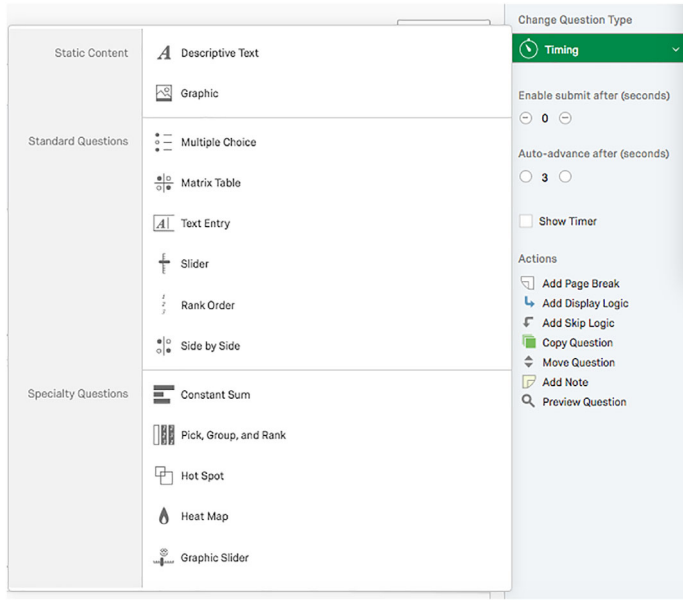 Static Content
Descriptive Text
Graphic
Standard Questions
Multiple Choice
Matrix Table
Text Entry
Slider
Rank Order
Side by Side
Specialty Questions
Constant Sum
Pick, Group, and Rank
Hot Spot
Heat Map
Graphic Slider
Change Question Type
Timing
Enable submit after (seconds)
0
Auto-advance after (seconds)
3
Show Timer
Actions
Add Page Break
Add Display Logic
Add Skip Logic
Copy Question
Move Question
Add Note
Preview Question